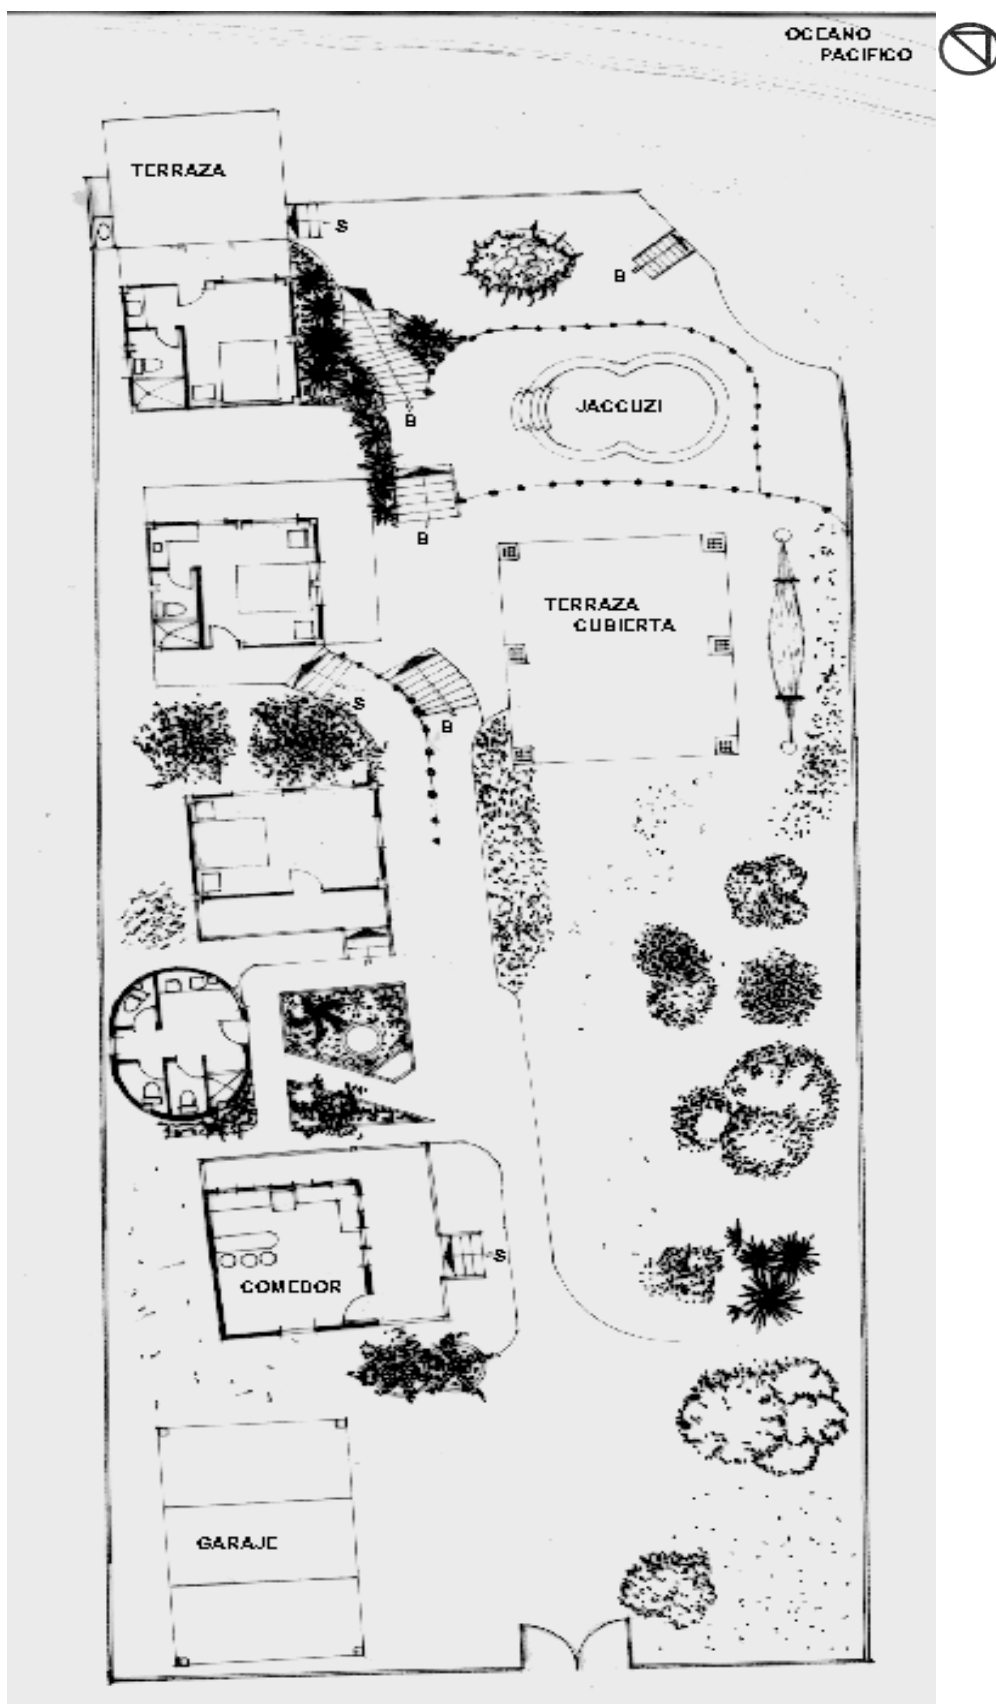 OCEANO
PACIFICO
TERRAZA
S
B
JACCUZI
B
B
TERRAZA
CUBIERTA
S
B
S
COMEDOR
GARAJE